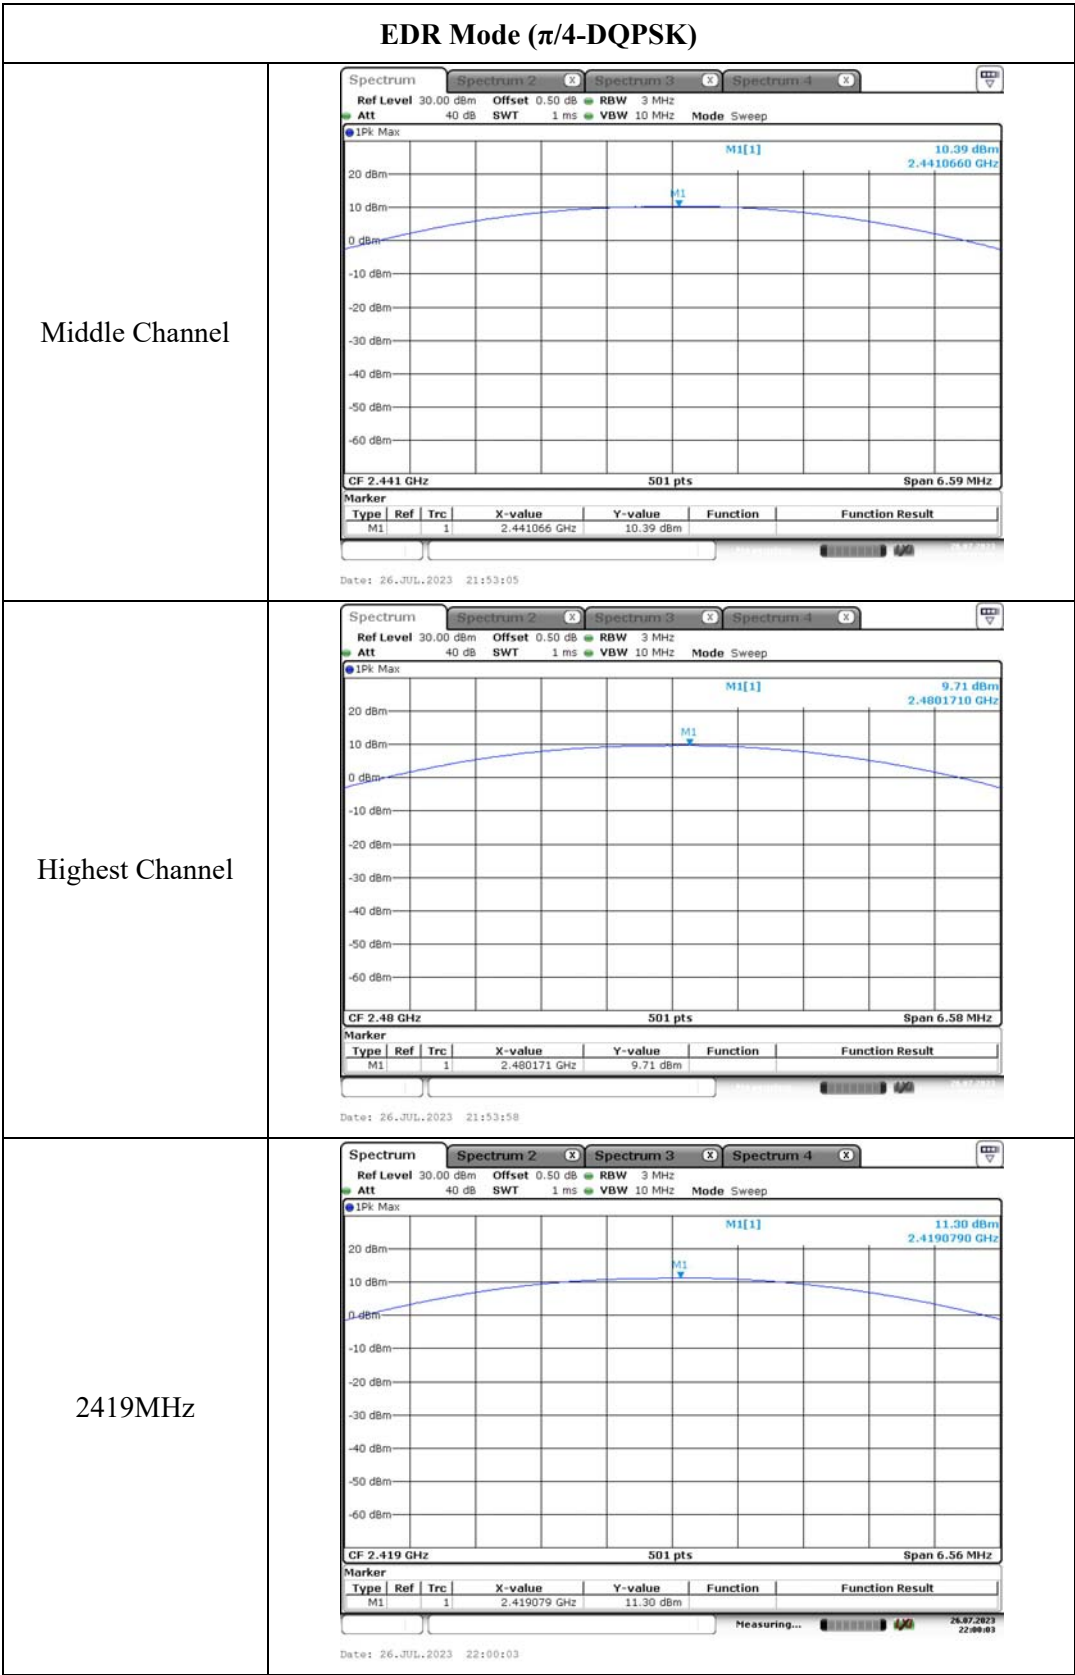 EDR Mode (π/4-DQPSK)
Middle Channel
Spectrum Spectrum 2 X Spectrum 3 X Spectrum 4 X
Ref Level 30.00 dBm Offset 0.50 dB RBW 3 MHz
Att 40 dB SWT 1 ms VBW 10 MHz Mode Sweep
1Pk Max
M1[1] 10.39 dBm
2.4410660 GHz
20 dBm
M1
10 dBm
0 dBm
-10 dBm
-20 dBm
-30 dBm
-40 dBm
-50 dBm
-60 dBm
CF 2.441 GHz 501 pts Span 6.59 MHz
Marker
Type Ref Trc X-value Y-value Function Function Result
M1 1 2.441066 GHz 10.39 dBm
Date: 26.JUL.2023 21:53:05
Highest Channel
Spectrum Spectrum 2 X Spectrum 3 X Spectrum 4 X
Ref Level 30.00 dBm Offset 0.50 dB RBW 3 MHz
Att 40 dB SWT 1 ms VBW 10 MHz Mode Sweep
1Pk Max
M1[1] 9.71 dBm
2.4801710 GHz
20 dBm
M1
10 dBm
0 dBm
-10 dBm
-20 dBm
-30 dBm
-40 dBm
-50 dBm
-60 dBm
CF 2.48 GHz 501 pts Span 6.58 MHz
Marker
Type Ref Trc X-value Y-value Function Function Result
M1 1 2.480171 GHz 9.71 dBm
Date: 26.JUL.2023 21:53:58
2419MHz
Spectrum Spectrum 2 X Spectrum 3 X Spectrum 4 X
Ref Level 30.00 dBm Offset 0.50 dB RBW 3 MHz
Att 40 dB SWT 1 ms VBW 10 MHz Mode Sweep
1Pk Max
M1[1] 11.30 dBm
2.4190790 GHz
20 dBm
M1
10 dBm
0 dBm
-10 dBm
-20 dBm
-30 dBm
-40 dBm
-50 dBm
-60 dBm
CF 2.419 GHz 501 pts Span 6.56 MHz
Marker
Type Ref Trc X-value Y-value Function Function Result
M1 1 2.419079 GHz 11.30 dBm
Measuring... 26.07.2023
22:00:03
Date: 26.JUL.2023 22:00:03